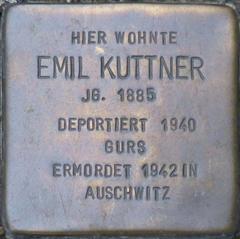 HIER WOHNTE
EMIL KUTTNER
JG. 1885
DEPORTIERT 1940
GURS
ERMORDET 1942 IN
AUSCHWITZ